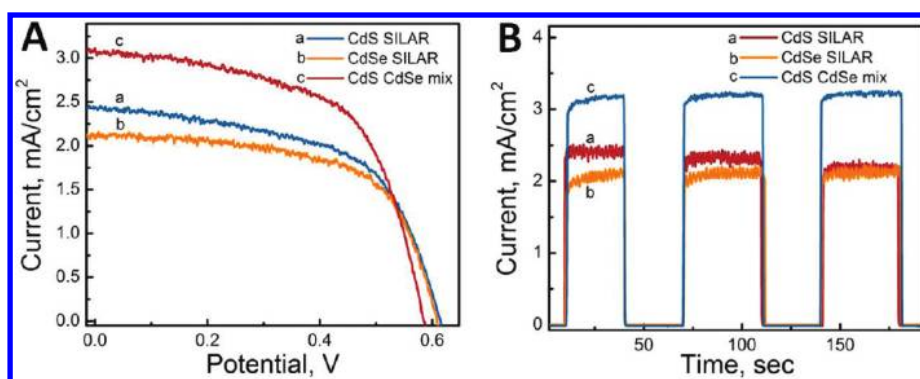 A
a CdS SILAR
b CdSe SILAR
c CdS CdSe mix
c
a
b
3.0
2.5
2.0
1.5
1.0
0.5
0.0
Current, mA/cm²
0.0 0.2 0.4 0.6
Potential, V
B
a CdS SILAR
b CdSe SILAR
c CdS CdSe mix
c
a
b
4
3
2
1
0
Current, mA/cm²
50 100 150
Time, sec